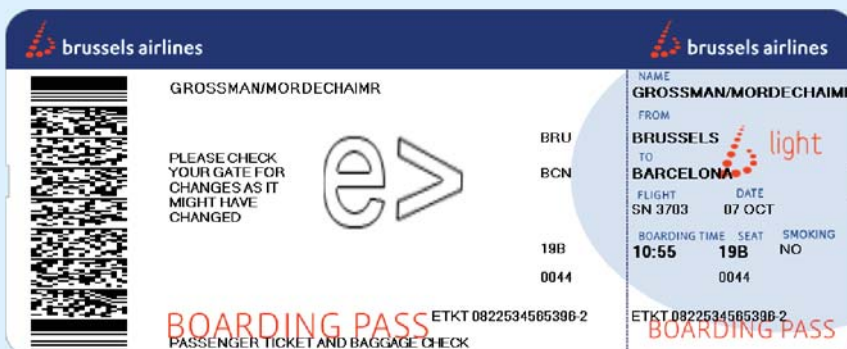 brussels airlines
GROSSMAN/MORDECHAIMR
PLEASE CHECK
YOUR GATE FOR
CHANGES AS IT
MIGHT HAVE
CHANGED
e>
BRU
BCN
19B
0044
BOARDING PASS ETKT 0822534565396-2
PASSENGER TICKET AND BAGGAGE CHECK
brussels airlines
NAME
GROSSMAN/MORDECHAIMR
FROM
BRUSSELS
light
TO
BARCELONA
FLIGHT DATE
SN 3703 07 OCT
BOARDING TIME SEAT SMOKING
10:55 19B NO
0044
ETKT 0822534565396-2
BOARDING PASS